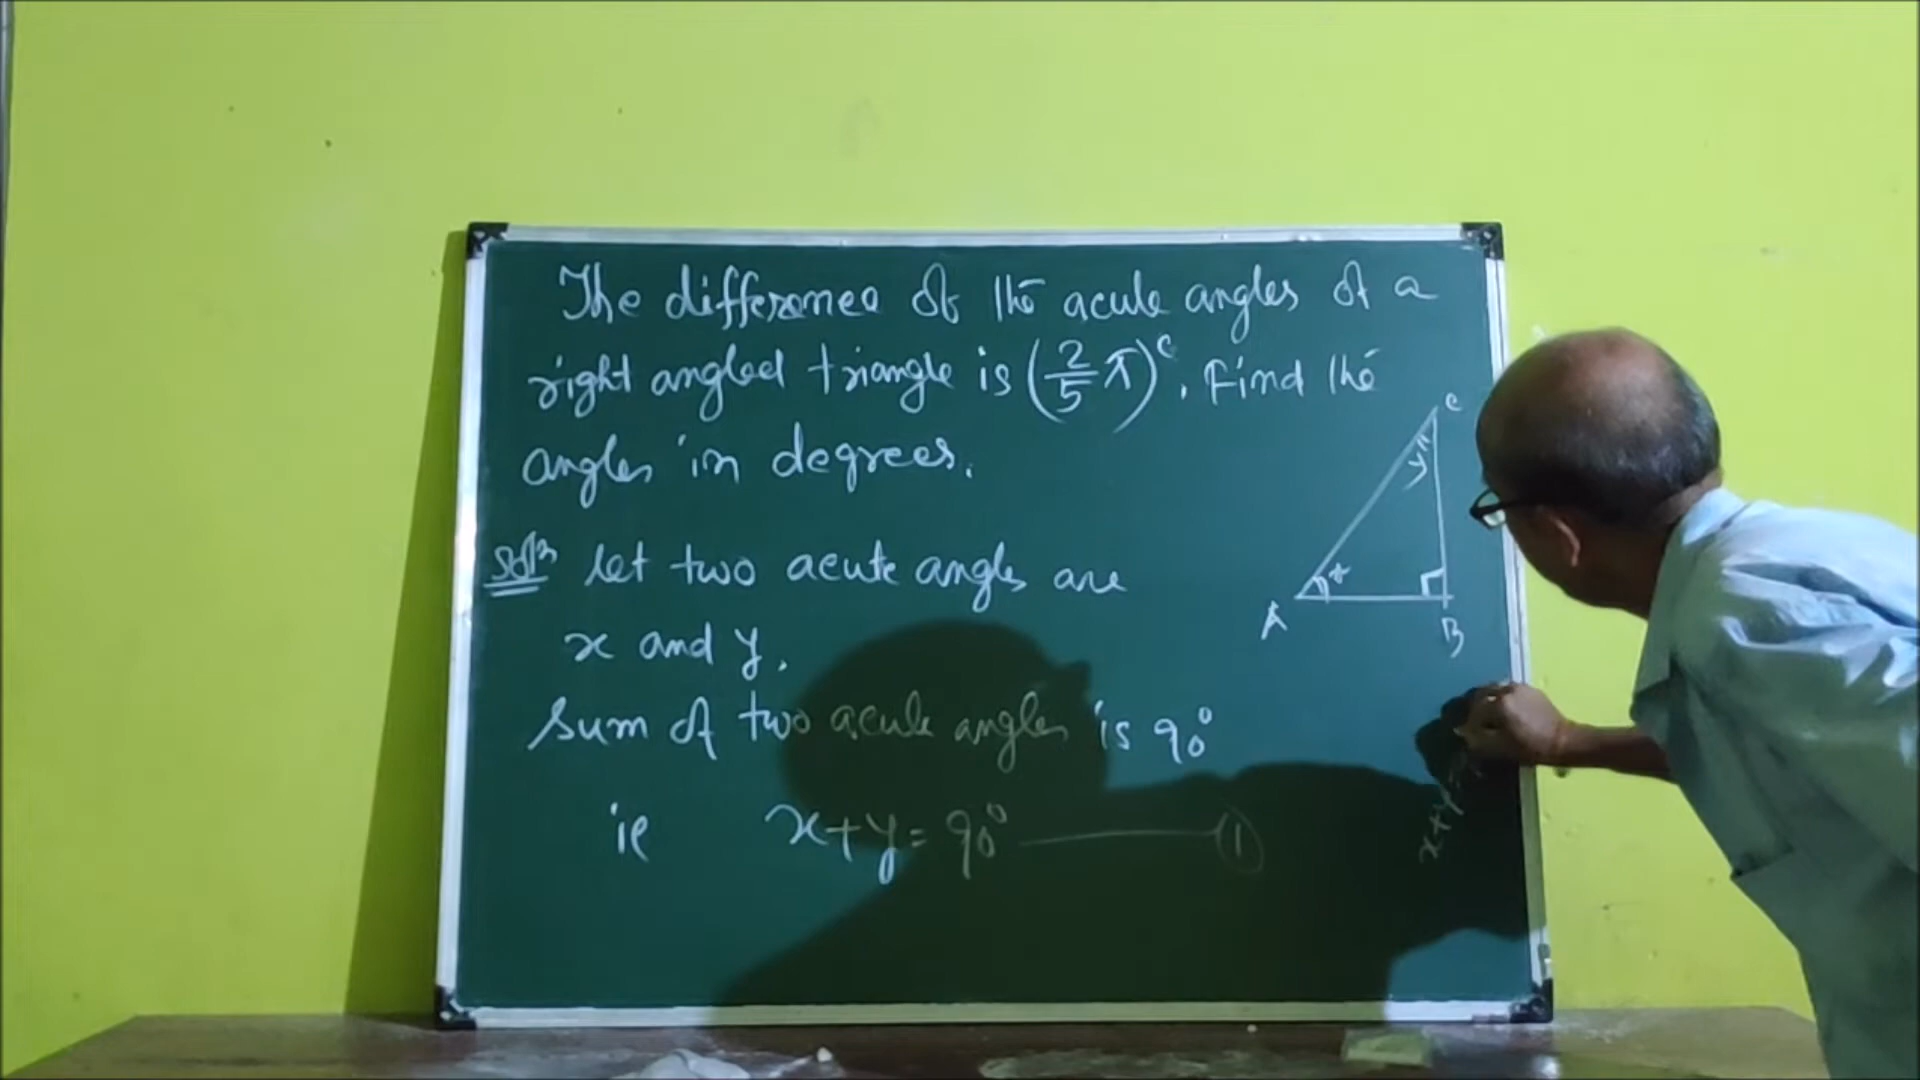 The difference of the acute angles of a
right angled triangle is (2/5 π)ᶜ. Find the
angles in degrees.
C
y
x
A
B
Solⁿ let two acute angles are
x and y.
Sum of two acute angles is 90°
ie x+y = 90° ——— ①
x+y